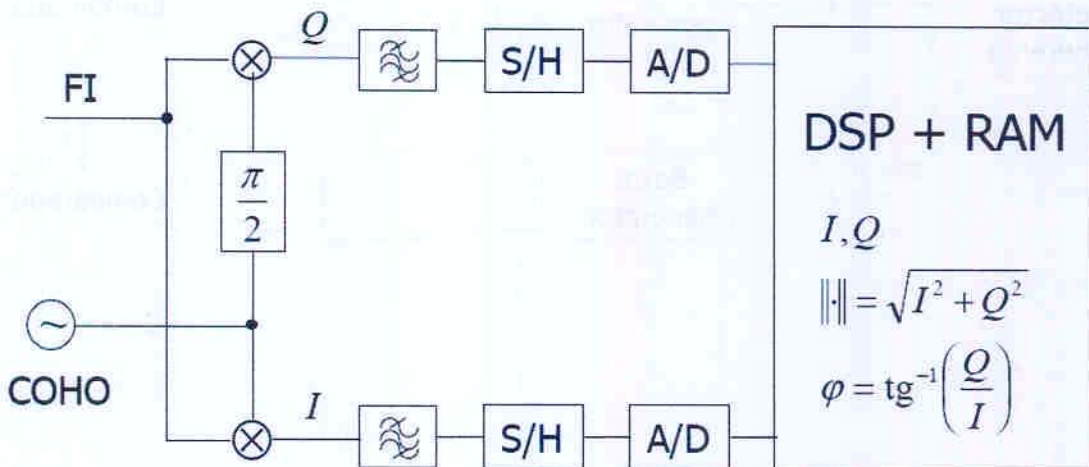 Q
FI
S/H
A/D
DSP + RAM
π/2
I,Q
‖·‖ = √I² + Q²
COHO
φ = tg⁻¹(Q/I)
I
S/H
A/D